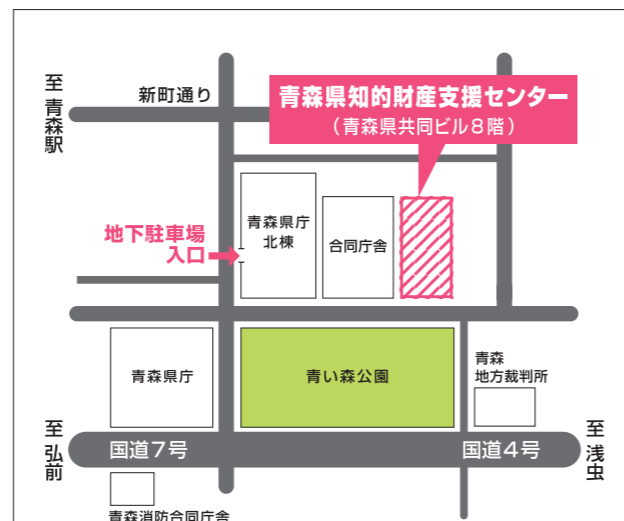 至青森駅
新町通り
青森県知的財産支援センター
（青森県共同ビル８階）
地下駐車場
入口
青森県庁
北棟
合同庁舎
青森県庁
青い森公園
青森
地方裁判所
至弘前
国道7号
国道4号
至浅虫
青森消防合同庁舎